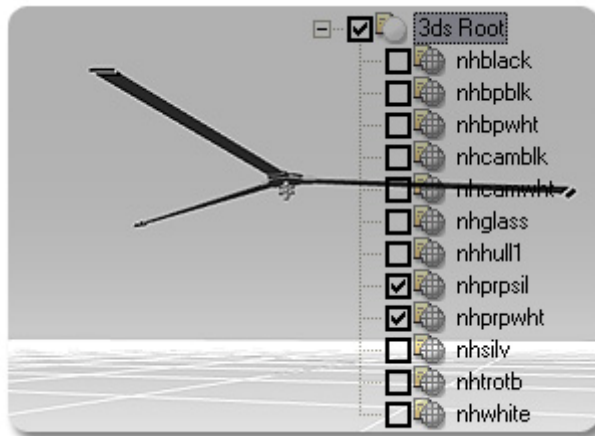 3ds Root
nhblack
nhbpblk
nhbpwht
nhcamblk
nhcamwht
nhglass
nhhull1
nhprpsil
nhprpwht
nhsilv
nhtrotb
nhwhite